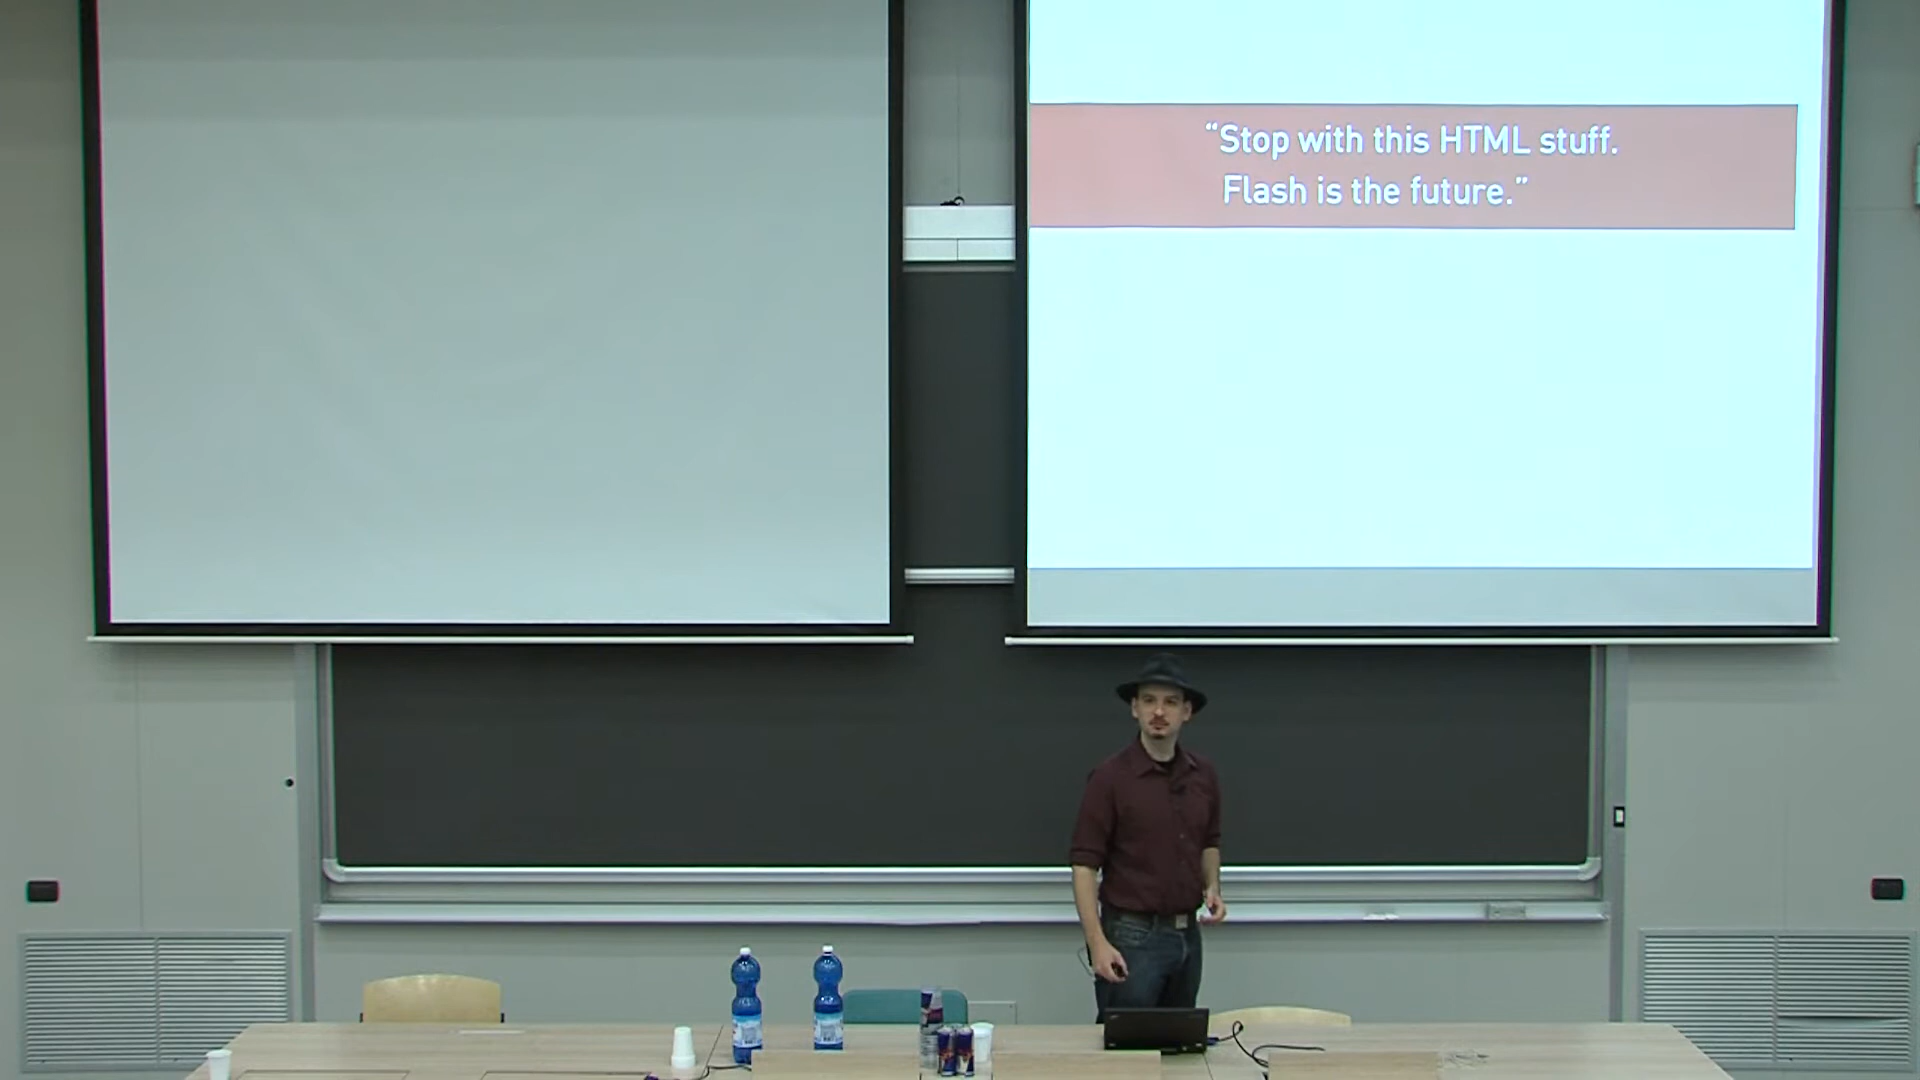 “Stop with this HTML stuff.
Flash is the future.”